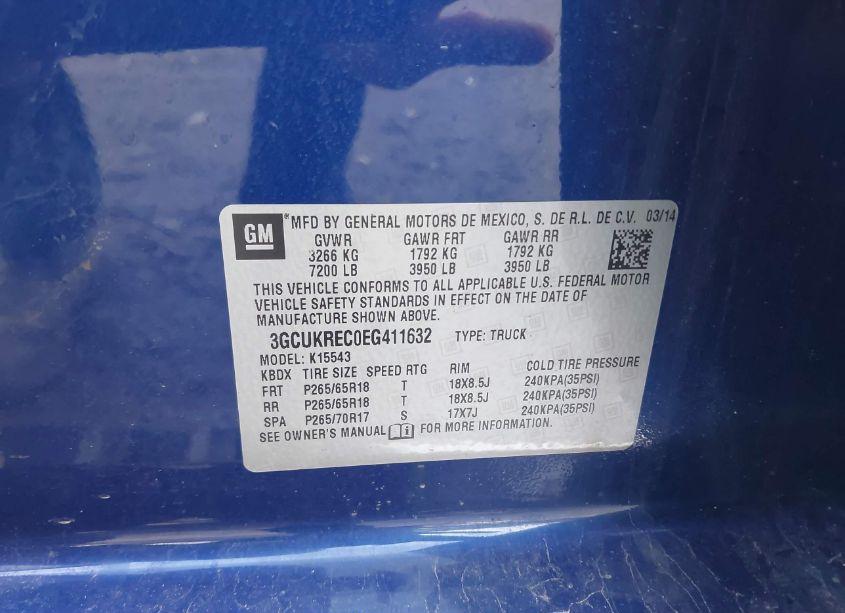 GM ® MFD BY GENERAL MOTORS DE MEXICO, S. DE R.L. DE C.V. 03/14
GVWR GAWR FRT GAWR RR
3266 KG 1792 KG 1792 KG
7200 LB 3950 LB 3950 LB
THIS VEHICLE CONFORMS TO ALL APPLICABLE U.S. FEDERAL MOTOR
VEHICLE SAFETY STANDARDS IN EFFECT ON THE DATE OF
MANUFACTURE SHOWN ABOVE.
3GCUKREC0EG411632 TYPE: TRUCK
MODEL: K15543
KBDX TIRE SIZE SPEED RTG RIM COLD TIRE PRESSURE
FRT P265/65R18 T 18X8.5J 240KPA(35PSI)
RR P265/65R18 T 18X8.5J 240KPA(35PSI)
SPA P265/70R17 S 17X7J 240KPA(35PSI)
SEE OWNER'S MANUAL FOR MORE INFORMATION.